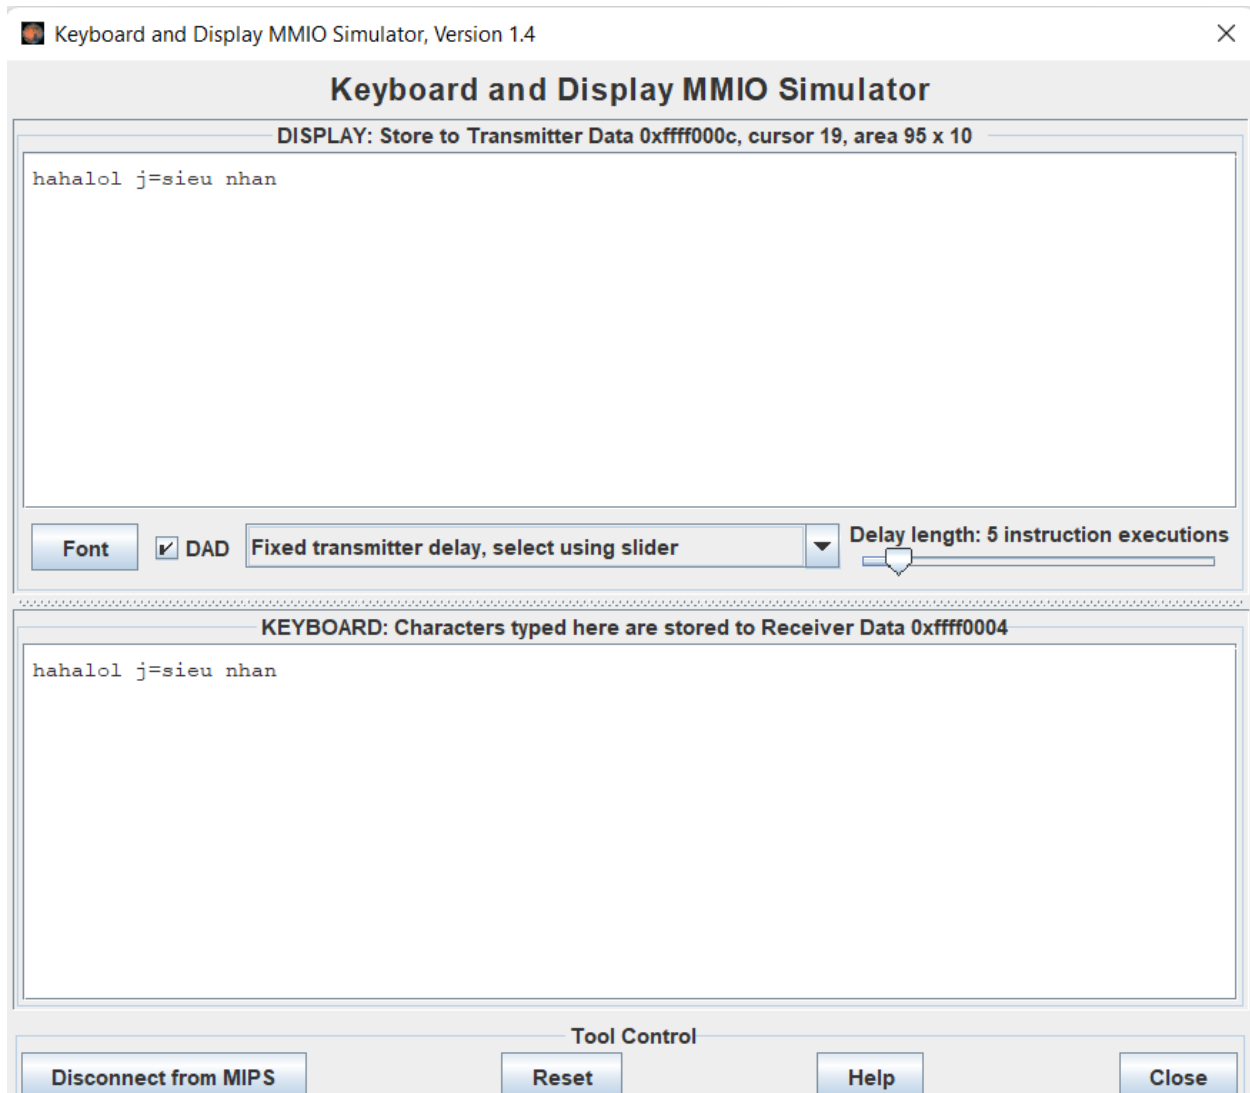 Keyboard and Display MMIO Simulator, Version 1.4
Keyboard and Display MMIO Simulator
DISPLAY: Store to Transmitter Data 0xffff000c, cursor 19, area 95 x 10
hahalol j=sieu nhan
Font
DAD
Fixed transmitter delay, select using slider
Delay length: 5 instruction executions
KEYBOARD: Characters typed here are stored to Receiver Data 0xffff0004
hahalol j=sieu nhan
Tool Control
Disconnect from MIPS
Reset
Help
Close